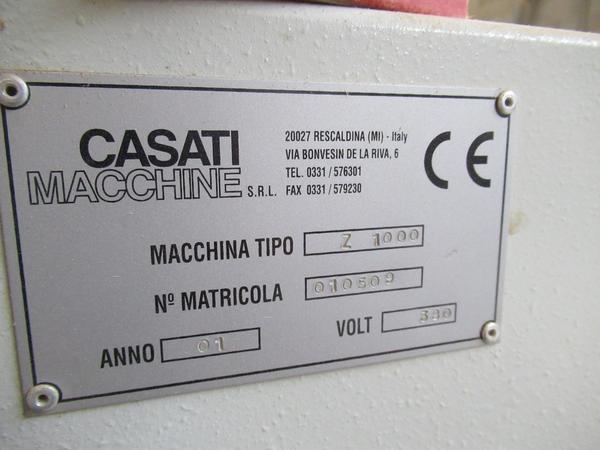 CASATI
MACCHINE S.R.L.
20027 RESCALDINA (MI) - Italy
VIA BONVESIN DE LA RIVA, 6
TEL. 0331 / 576301
FAX 0331 / 579230
CE
MACCHINA TIPO Z 1000
Nº MATRICOLA 010509
ANNO 01
VOLT 380